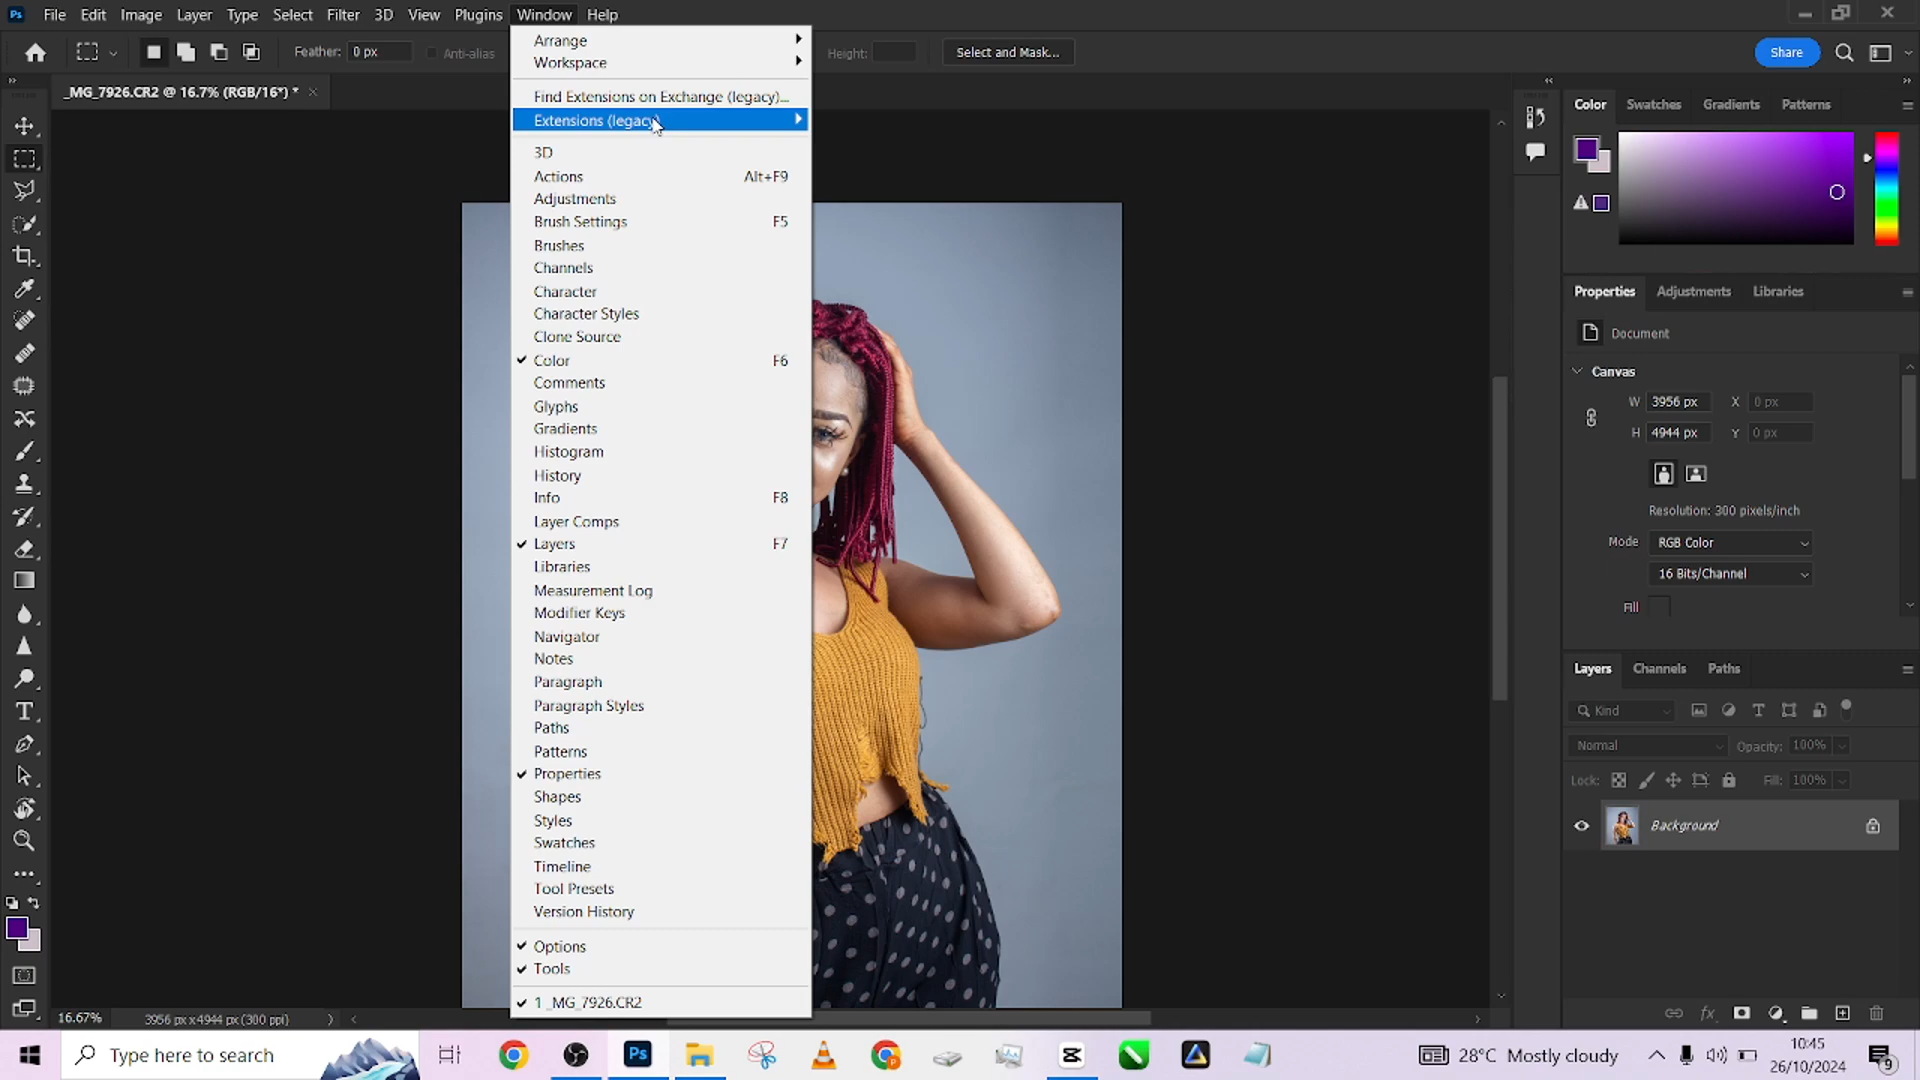 Ps File Edit Image Layer Type Select Filter 3D View Plugins Window Help
Feather: 0 px Anti-alias Height: Select and Mask... Share
_MG_7926.CR2 @ 16.7% (RGB/16*) *
Arrange
Workspace
Find Extensions on Exchange (legacy)...
Extensions (legacy)
3D
Actions Alt+F9
Adjustments
Brush Settings F5
Brushes
Channels
Character
Character Styles
Clone Source
Color F6
Comments
Glyphs
Gradients
Histogram
History
Info F8
Layer Comps
Layers F7
Libraries
Measurement Log
Modifier Keys
Navigator
Notes
Paragraph
Paragraph Styles
Paths
Patterns
Properties
Shapes
Styles
Swatches
Timeline
Tool Presets
Version History
Options
Tools
1 _MG_7926.CR2
Color Swatches Gradients Patterns
Properties Adjustments Libraries
Document
Canvas
W 3956 px X 0 px
H 4944 px Y 0 px
Resolution: 300 pixels/inch
Mode RGB Color
16 Bits/Channel
Fill
Layers Channels Paths
Kind
Normal Opacity: 100%
Lock: Fill: 100%
Background
16.67% 3956 px x 4944 px (300 ppi)
Type here to search Ps 28°C Mostly cloudy 10:45
26/10/2024 9